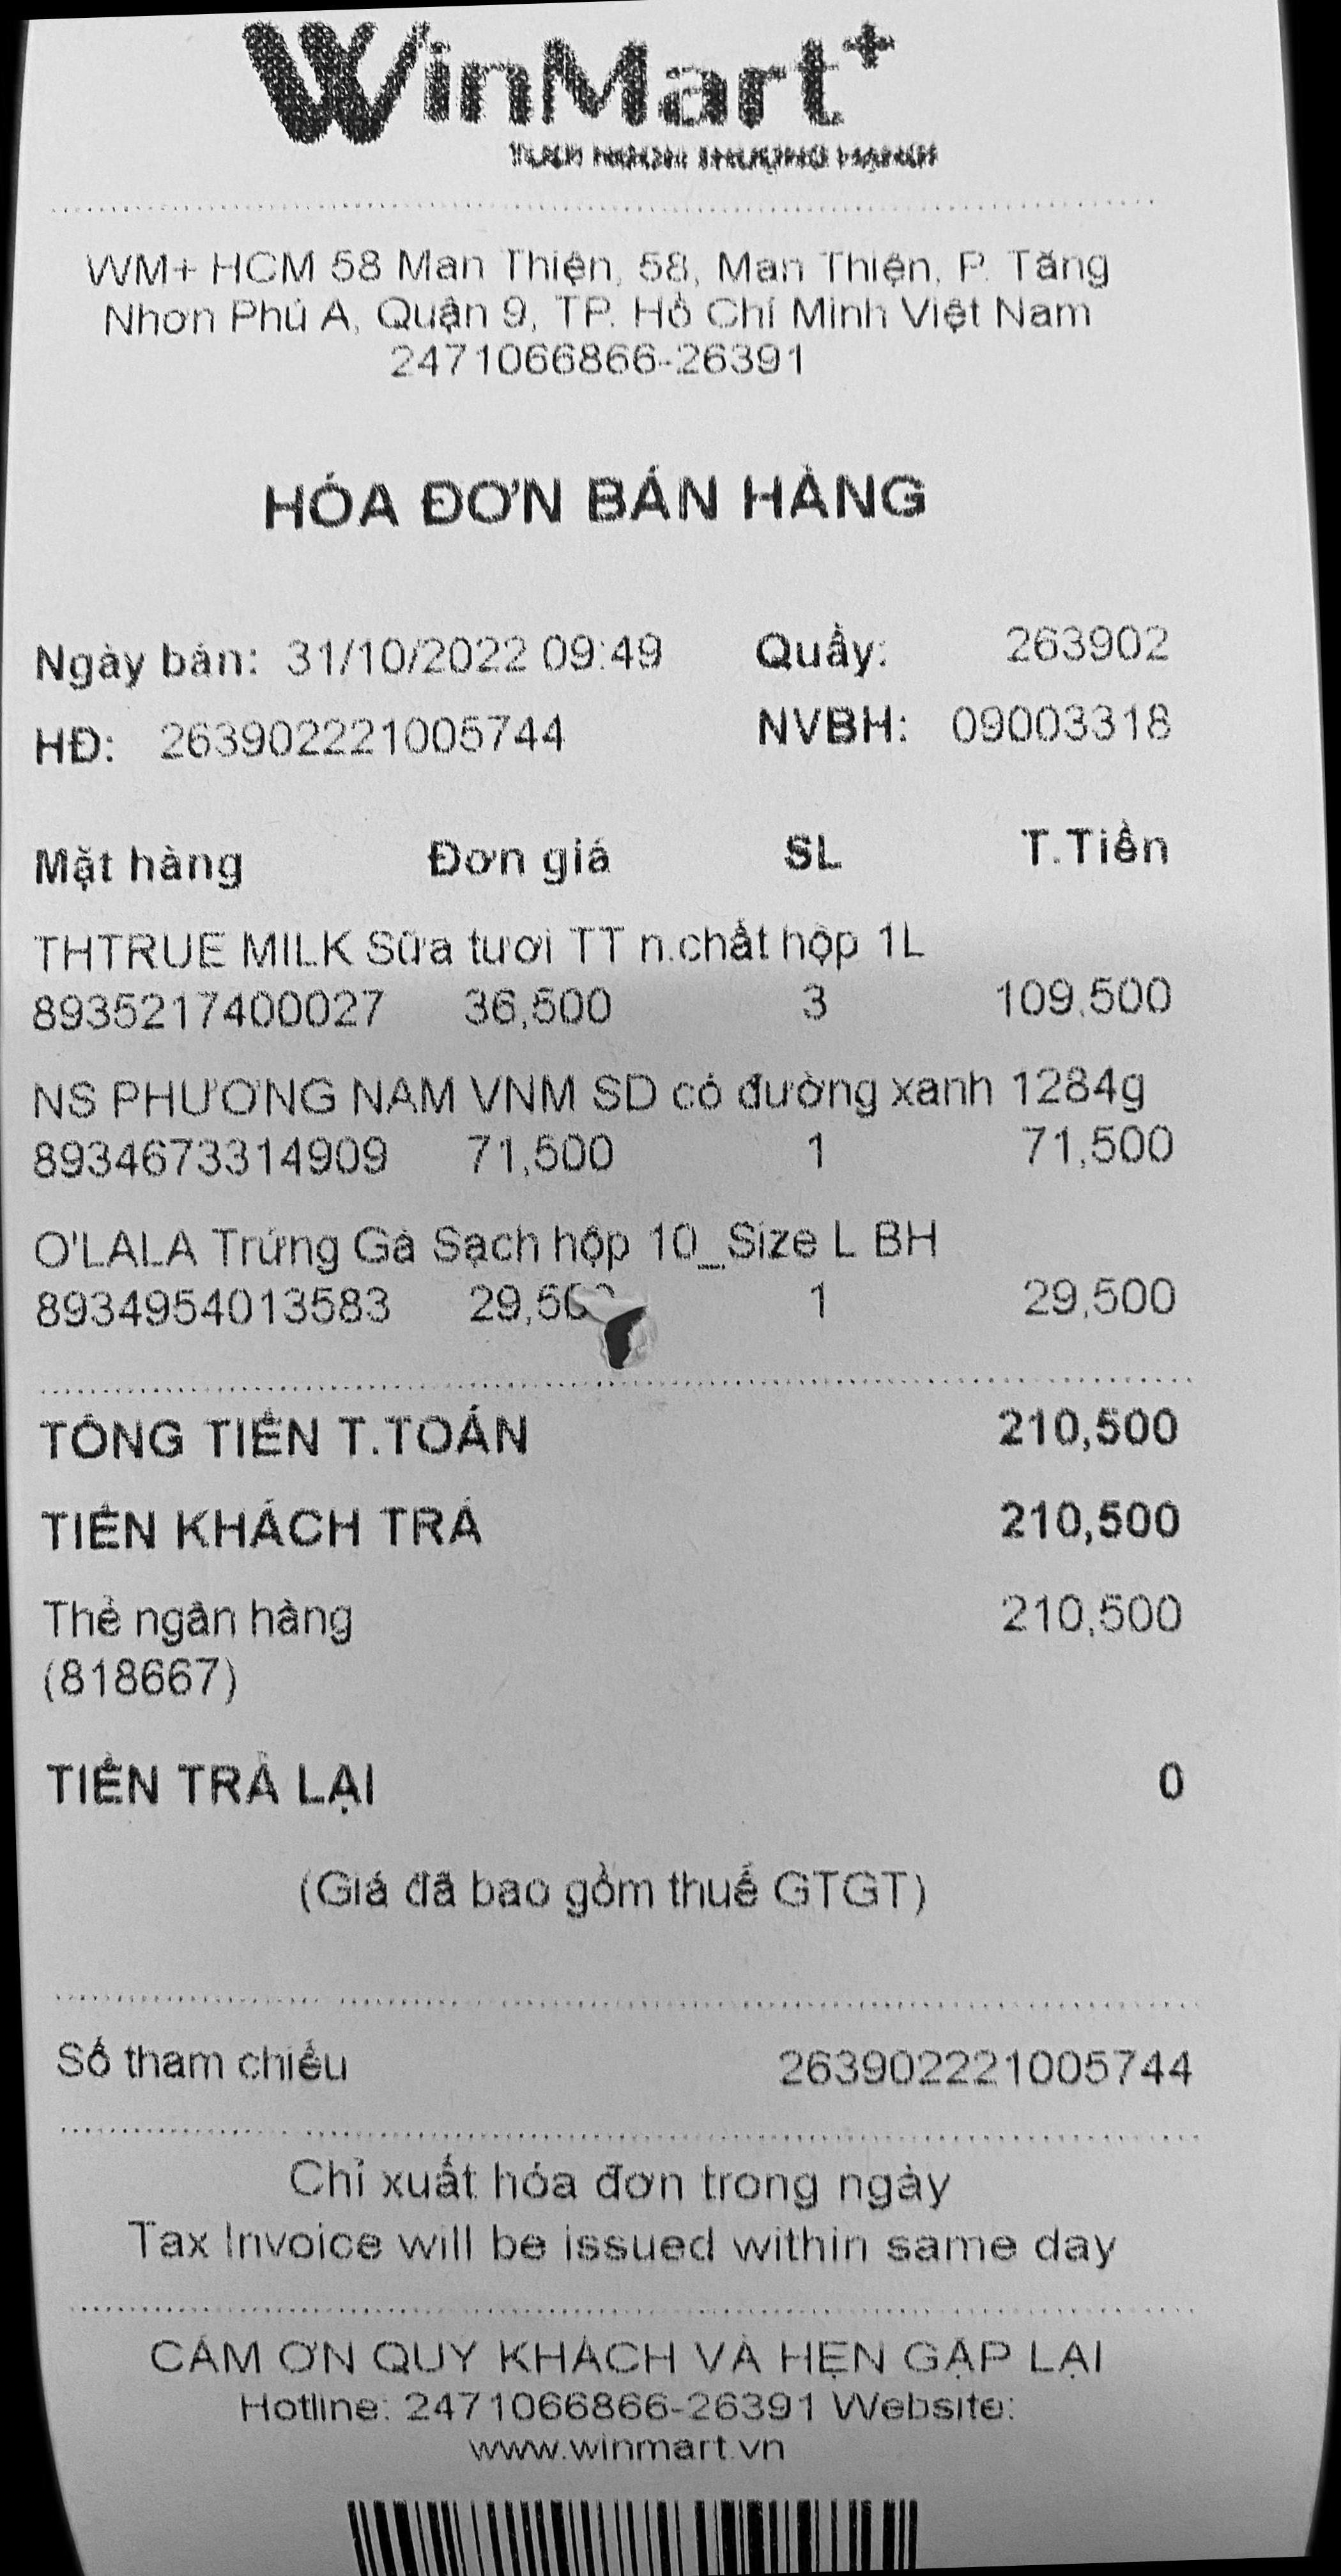 WinMart+
WM+ HCM 58 Man Thiện, 58, Man Thiện, P. Tăng
Nhơn Phú A, Quận 9, TP. Hồ Chí Minh Việt Nam
2471066866-26391
HÓA ĐƠN BÁN HÀNG
Ngày bán: 31/10/2022 09:49 Quầy: 263902
HĐ: 263902221005744 NVBH: 09003318
Mặt hàng Đơn giá SL T.Tiền
THTRUE MILK Sữa tươi TT n.chất hộp 1L
8935217400027 36,500 3 109,500
NS PHƯƠNG NAM VNM SD có đường xanh 1284g
8934673314909 71,500 1 71,500
O'LALA Trứng Gà Sạch hộp 10_Size L BH
8934954013583 29,500 1 29,500
TỔNG TIỀN T.TOÁN 210,500
TIỀN KHÁCH TRẢ 210,500
Thẻ ngân hàng 210,500
(818667)
TIỀN TRẢ LẠI 0
(Giá đã bao gồm thuế GTGT)
Số tham chiếu 263902221005744
Chỉ xuất hóa đơn trong ngày
Tax Invoice will be issued within same day
CẢM ƠN QUÝ KHÁCH VÀ HẸN GẶP LẠI
Hotline: 2471066866-26391 Website:
www.winmart.vn